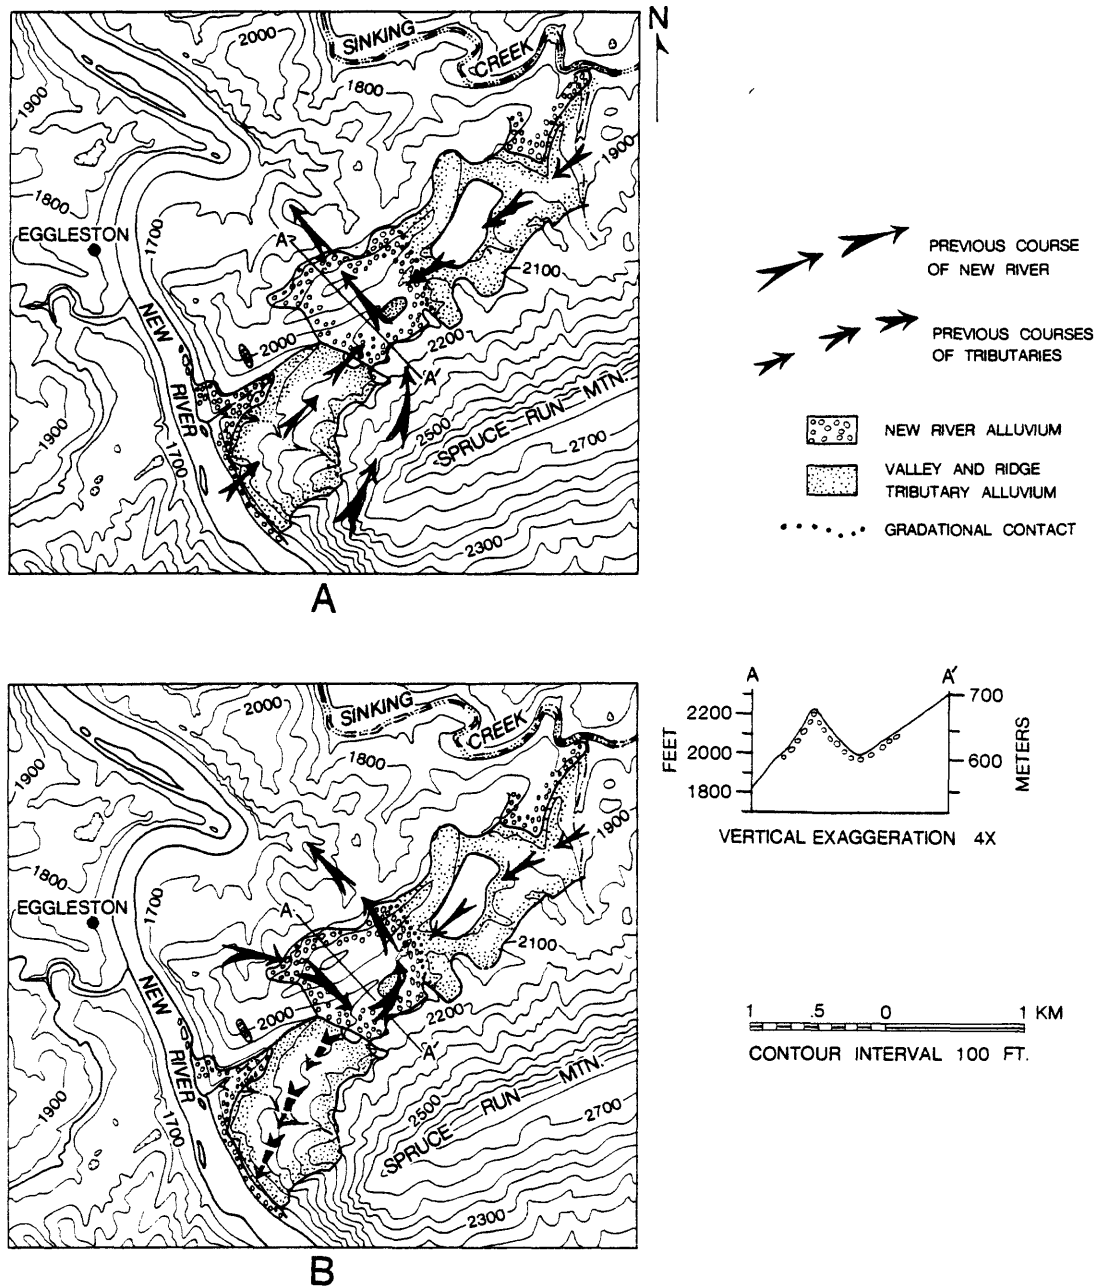 N
2000
SINKING
CREEK
1900
1800
1900
1800
EGGLESTON
1700
A
2100
NEW
2000
2200
A'
RIVER
2500
SPRUCE RUN MTN.
2700
1900
1700
2300
A
PREVIOUS COURSE
OF NEW RIVER
PREVIOUS COURSES
OF TRIBUTARIES
NEW RIVER ALLUVIUM
VALLEY AND RIDGE
TRIBUTARY ALLUVIUM
GRADATIONAL CONTACT
2000
SINKING
CREEK
1900
1800
1900
1800
EGGLESTON
1700
A
2100
NEW
2000
2200
A'
RIVER
2500
SPRUCE RUN MTN.
2700
1900
1700
2300
B
A A'
FEET
2200
2000
1800
700
600
METERS
VERTICAL EXAGGERATION 4X
1 .5 0 1 KM
CONTOUR INTERVAL 100 FT.